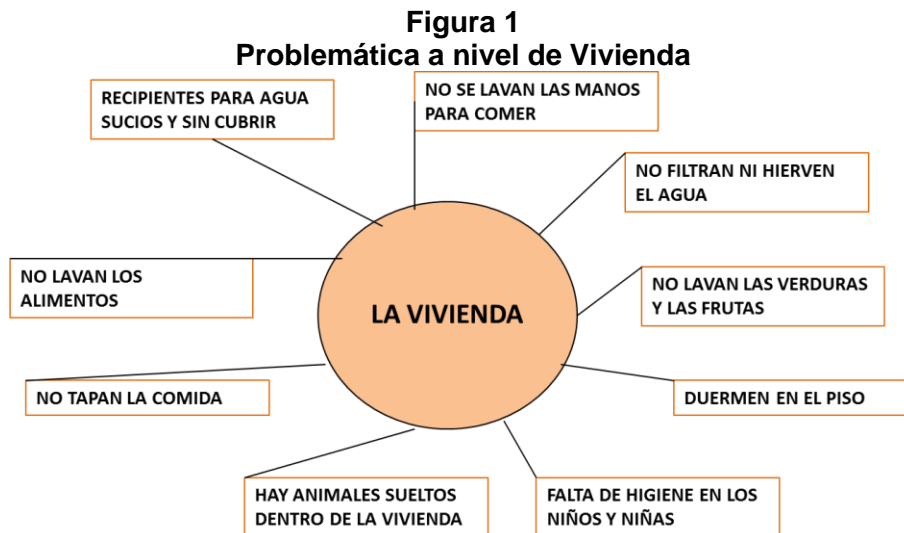 Figura 1
Problemática a nivel de Vivienda
RECIPIENTES PARA AGUA
SUCIOS Y SIN CUBRIR
NO SE LAVAN LAS MANOS
PARA COMER
NO FILTRAN NI HIERVEN
EL AGUA
NO LAVAN LOS
ALIMENTOS
LA VIVIENDA
NO LAVAN LAS VERDURAS
Y LAS FRUTAS
NO TAPAN LA COMIDA
DUERMEN EN EL PISO
HAY ANIMALES SUELTOS
DENTRO DE LA VIVIENDA
FALTA DE HIGIENE EN LOS
NIÑOS Y NIÑAS